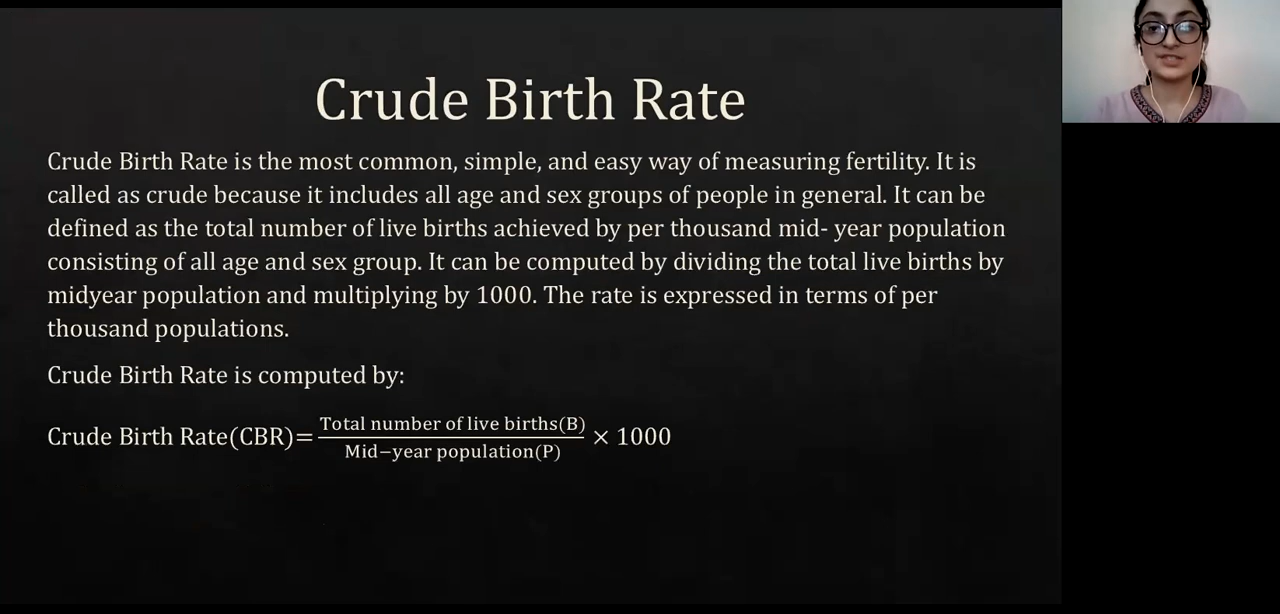 Crude Birth Rate
Crude Birth Rate is the most common, simple, and easy way of measuring fertility. It is
called as crude because it includes all age and sex groups of people in general. It can be
defined as the total number of live births achieved by per thousand mid- year population
consisting of all age and sex group. It can be computed by dividing the total live births by
midyear population and multiplying by 1000. The rate is expressed in terms of per
thousand populations.
Crude Birth Rate is computed by:
Crude Birth Rate(CBR)= Total number of live births(B) / Mid−year population(P) × 1000